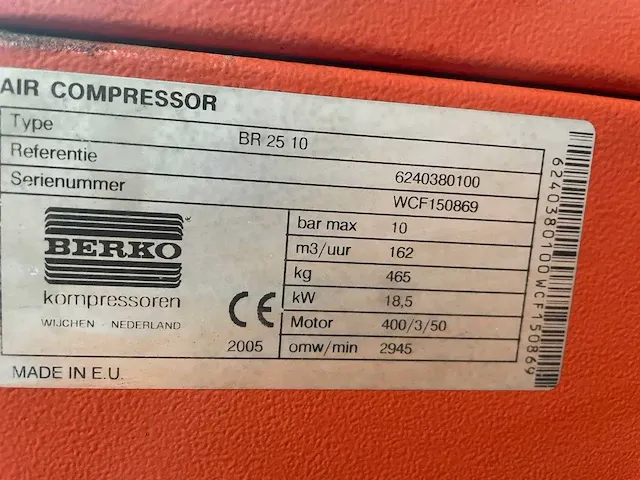 AIR COMPRESSOR
Type BR 25 10
Referentie 6240380100
Serienummer WCF150869
BERKO
kompressoren
WIJCHEN - NEDERLAND
CE
2005
bar max 10
m3/uur 162
kg 465
kW 18,5
Motor 400/3/50
omw/min 2945
MADE IN E.U.
6240380100WCF150869